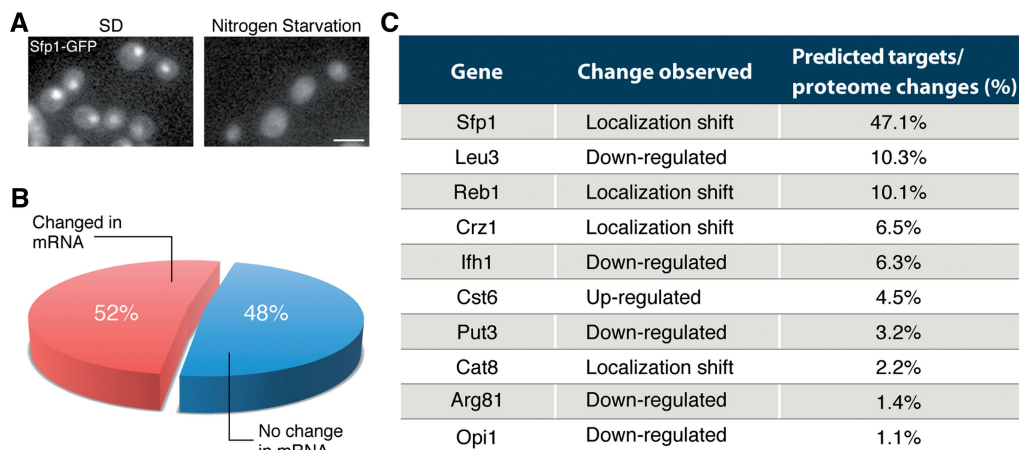 A
SD
Nitrogen Starvation
Sfp1-GFP
B
Changed in
mRNA
52%
48%
No change
in mRNA
C
Gene Change observed Predicted targets/
proteome changes (%)
Sfp1 Localization shift 47.1%
Leu3 Down-regulated 10.3%
Reb1 Localization shift 10.1%
Crz1 Localization shift 6.5%
Ifh1 Down-regulated 6.3%
Cst6 Up-regulated 4.5%
Put3 Down-regulated 3.2%
Cat8 Localization shift 2.2%
Arg81 Down-regulated 1.4%
Opi1 Down-regulated 1.1%